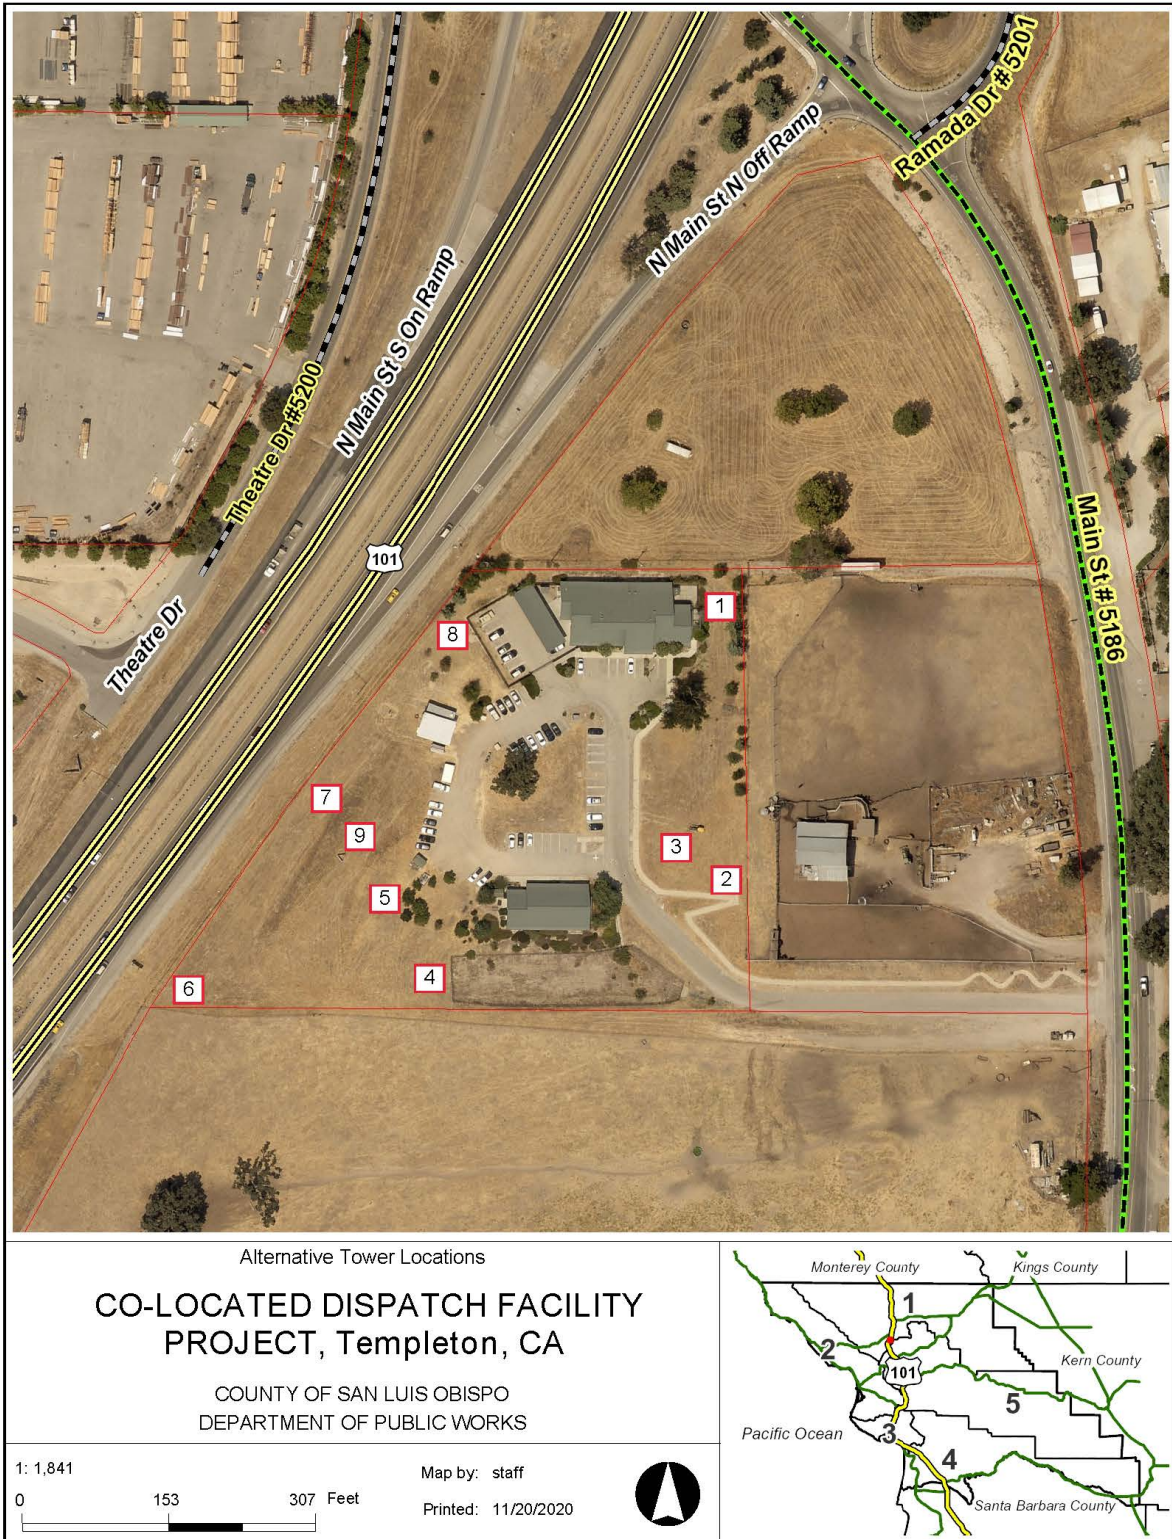 Ramada Dr # 5201
N Main St N Off Ramp
N Main St S On Ramp
Theatre Dr #5200
101
Main St # 5186
Theatre Dr
1
8
7
9
3
2
5
4
6
Alternative Tower Locations
CO-LOCATED DISPATCH FACILITY
PROJECT, Templeton, CA
COUNTY OF SAN LUIS OBISPO
DEPARTMENT OF PUBLIC WORKS
1: 1,841
0 153 307 Feet
Map by: staff
Printed: 11/20/2020
Monterey County
Kings County
1
2
Kern County
101
5
Pacific Ocean
3
4
Santa Barbara County